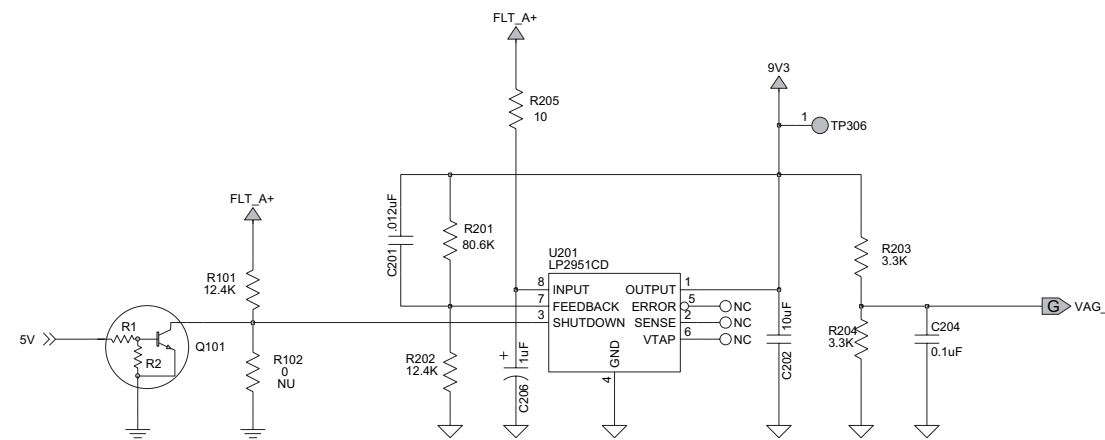 FLT_A+
R205
10
9V3
1
TP306
FLT_A+
.012uF
C201
R201
80.6K
U201
LP2951CD
R203
3.3K
R101
12.4K
8
INPUT
OUTPUT
1
7
FEEDBACK
ERROR
5
NC
3
SHUTDOWN
SENSE
2
NC
VTAP
6
NC
GND
4
10uF
C202
G
VAG_
R1
R2
Q101
5V
R102
0
NU
R202
12.4K
+
1uF
C206
R204
3.3K
C204
0.1uF